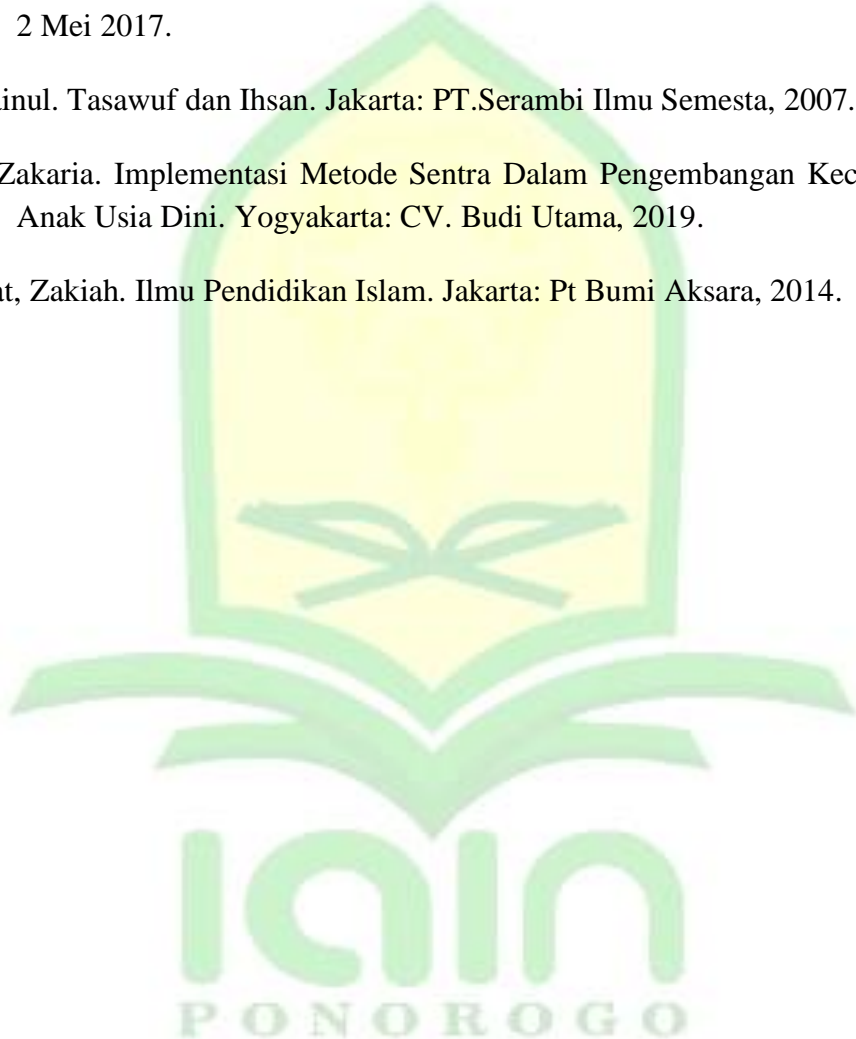 2 Mei 2017.
inul. Tasawuf dan Ihsan. Jakarta: PT.Serambi Ilmu Semesta, 2007.
Zakaria. Implementasi Metode Sentra Dalam Pengembangan Kec
Anak Usia Dini. Yogyakarta: CV. Budi Utama, 2019.
at, Zakiah. Ilmu Pendidikan Islam. Jakarta: Pt Bumi Aksara, 2014.
iain
PONOROGO